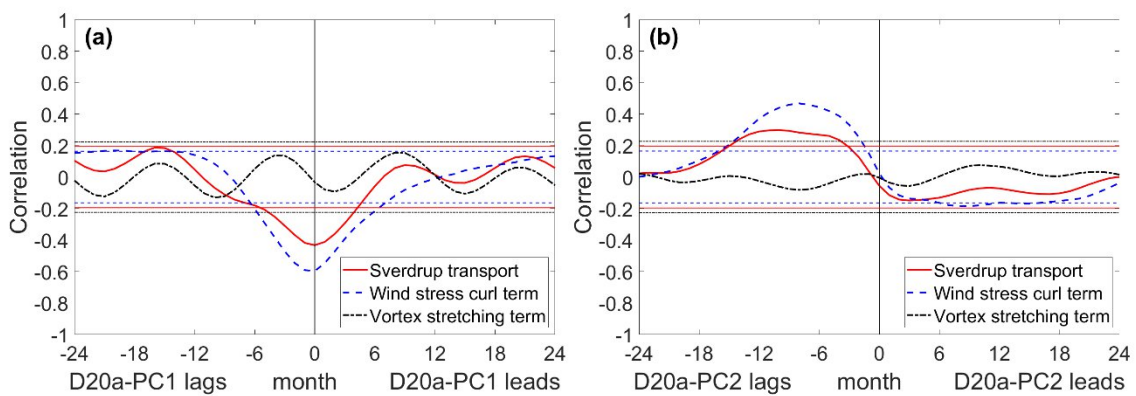 (a)
1
0.8
0.6
0.4
0.2
0
-0.2
-0.4
-0.6
-0.8
-1
Correlation
Sverdrup transport
Wind stress curl term
Vortex stretching term
-24 -18 -12 -6 0 6 12 18 24
D20a-PC1 lags month D20a-PC1 leads
(b)
1
0.8
0.6
0.4
0.2
0
-0.2
-0.4
-0.6
-0.8
-1
Correlation
Sverdrup transport
Wind stress curl term
Vortex stretching term
-24 -18 -12 -6 0 6 12 18 24
D20a-PC2 lags month D20a-PC2 leads